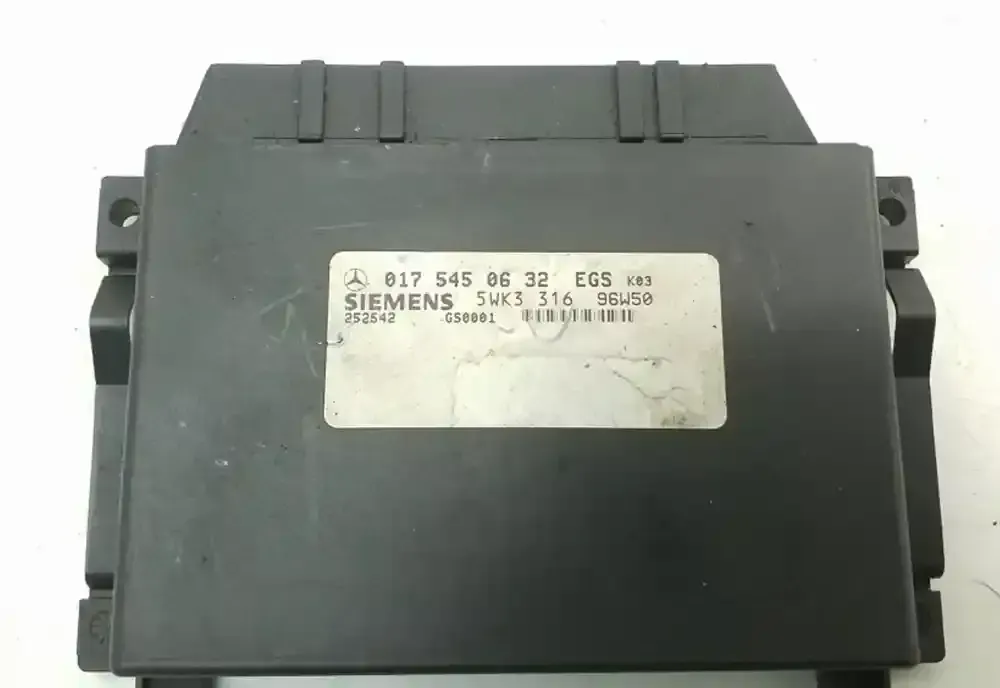 017 545 06 32 EGS K03
SIEMENS 5WK3 316 96W50
252542 GS0001